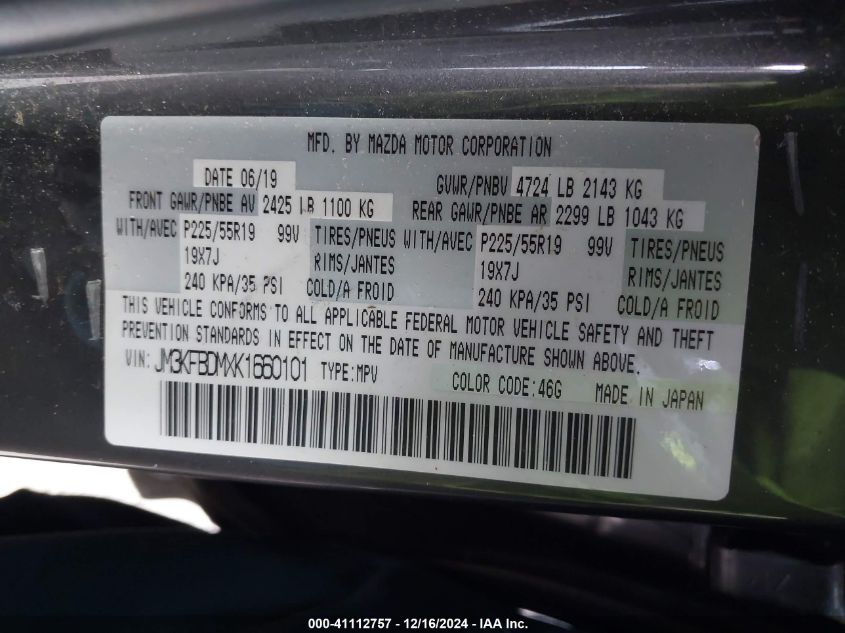 MFD. BY MAZDA MOTOR CORPORATION
DATE 06/19 GVWR/PNBV 4724 LB 2143 KG
FRONT GAWR/PNBE AV 2425 LB 1100 KG REAR GAWR/PNBE AR 2299 LB 1043 KG
WITH/AVEC P225/55R19 99V TIRES/PNEUS WITH/AVEC P225/55R19 99V TIRES/PNEUS
19X7J RIMS/JANTES 19X7J RIMS/JANTES
240 KPA/35 PSI COLD/A FROID 240 KPA/35 PSI COLD/A FROID
THIS VEHICLE CONFORMS TO ALL APPLICABLE FEDERAL MOTOR VEHICLE SAFETY AND THEFT
PREVENTION STANDARDS IN EFFECT ON THE DATE OF MANUFACTURE SHOWN ABOVE.
VIN: JM3KFBDMXK1660101 TYPE:MPV COLOR CODE:46G MADE IN JAPAN
000-41112757 - 12/16/2024 - IAA Inc.